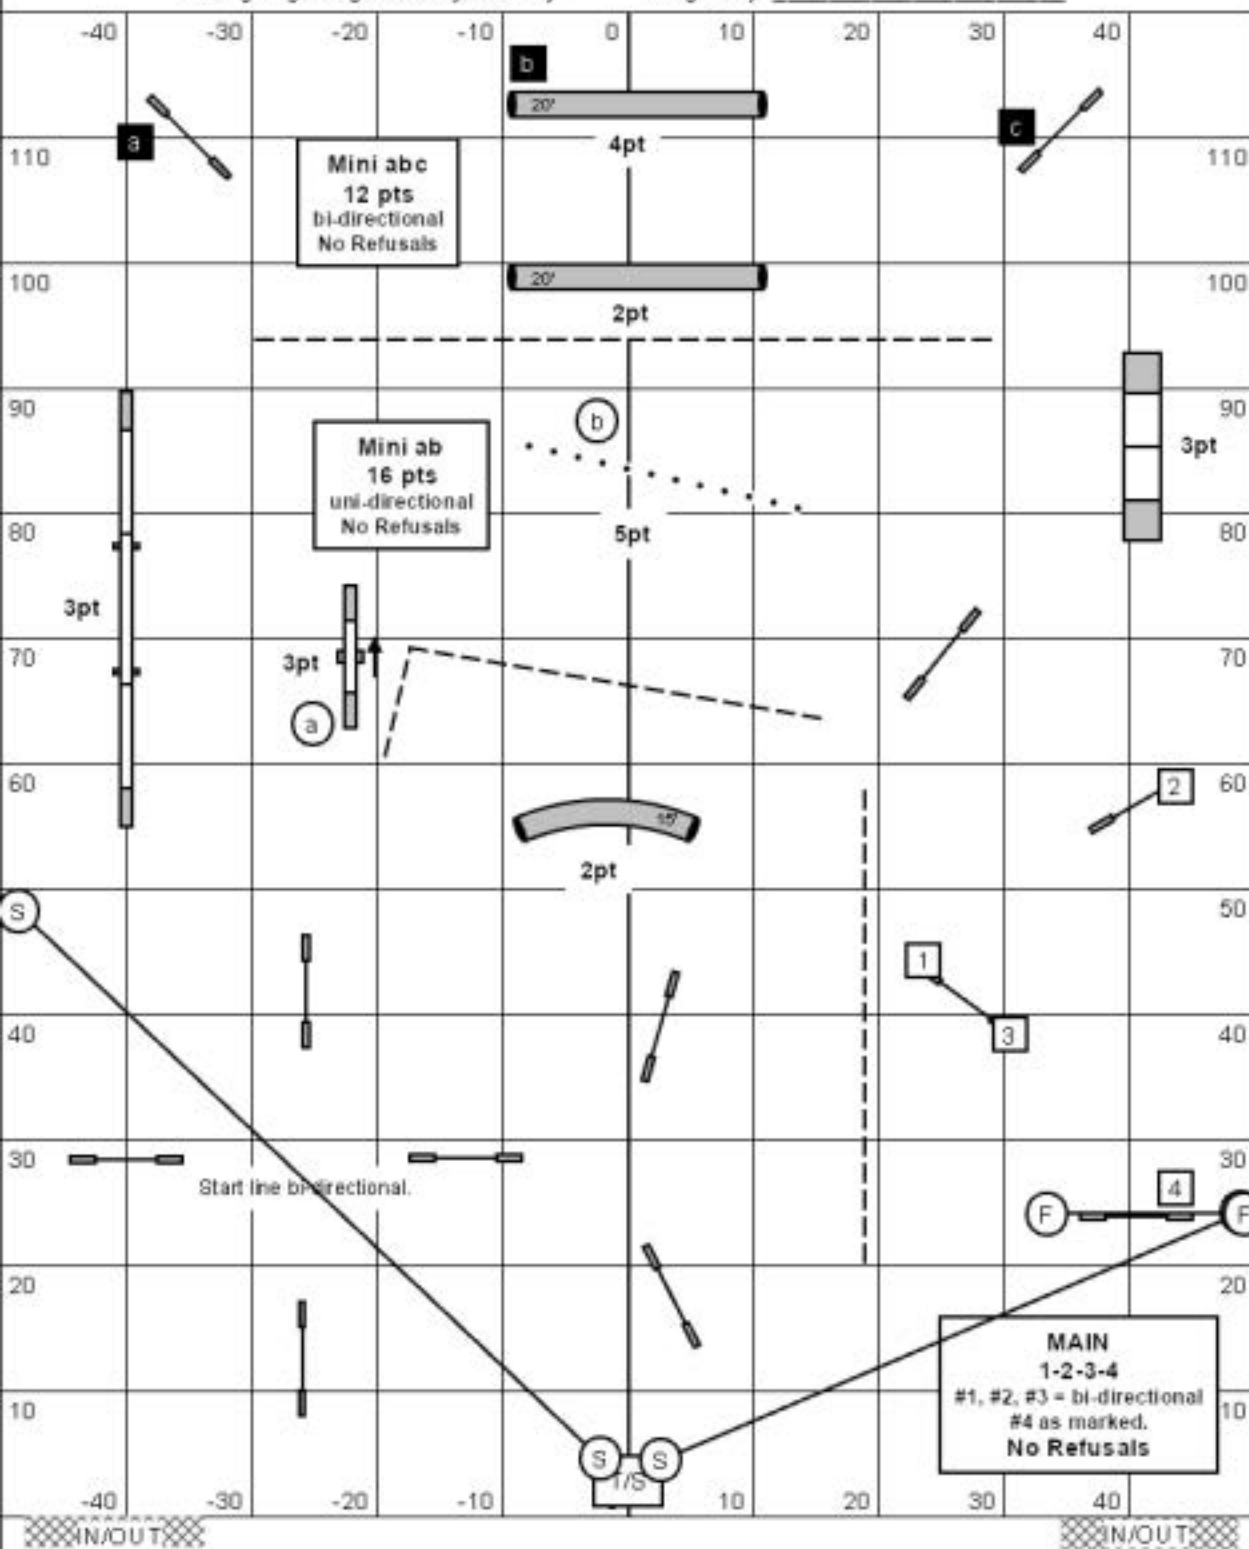 -40 -30 -20 -10 0 10 20 30 40
b
20'
a
c
4pt
110 110
Mini abc
12 pts
bi-directional
No Refusals
20'
100 100
2pt
90 90
b
Mini ab
16 pts
uni-directional
No Refusals
3pt
80 80
5pt
3pt
70 70
3pt
a
60 60
2
15'
2pt
S
50 50
1
40 40
3
30 30
Start line bi-directional.
4
F F
20 20
MAIN
1-2-3-4
#1, #2, #3 = bi-directional
#4 as marked.
No Refusals
10 10
S S
T/S
-40 -30 -20 -10 10 20 30 40
IN/OUT IN/OUT